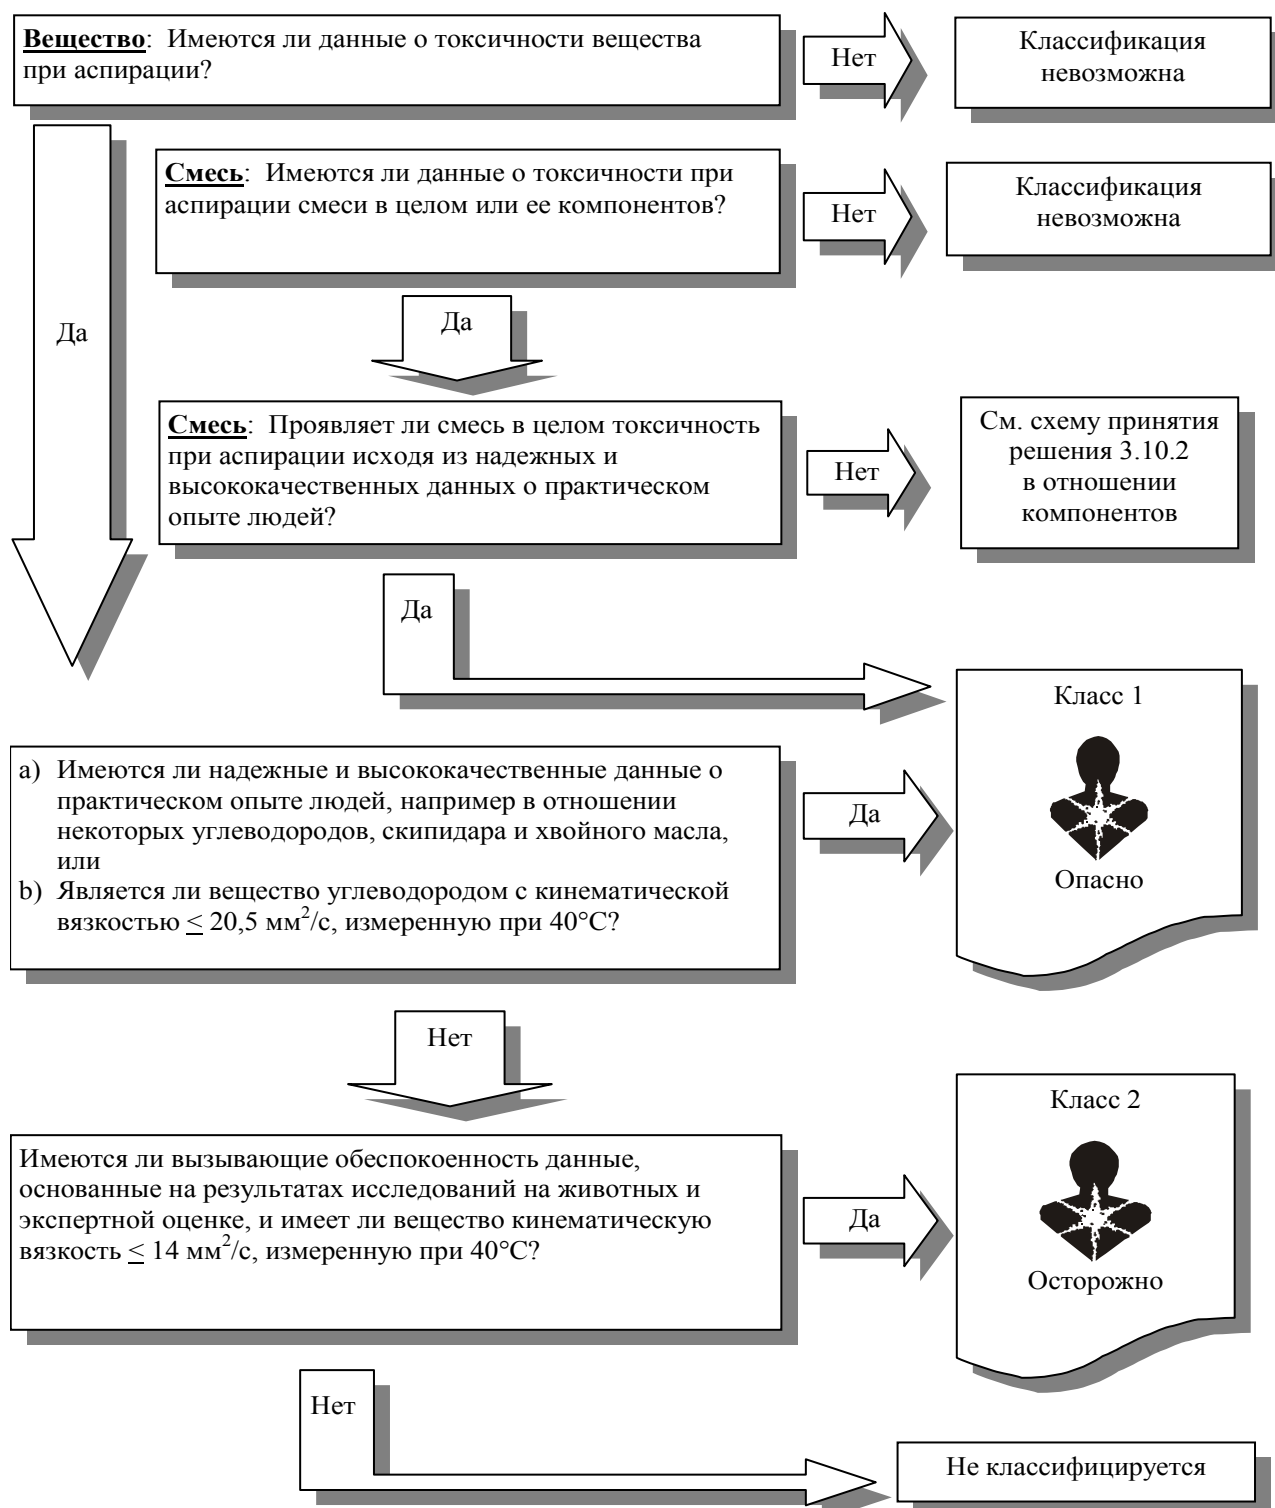 Вещество: Имеются ли данные о токсичности вещества
при аспирации?
Нет
Классификация
невозможна
Смесь: Имеются ли данные о токсичности при
аспирации смеси в целом или ее компонентов?
Нет
Классификация
невозможна
Да
Да
Смесь: Проявляет ли смесь в целом токсичность
при аспирации исходя из надежных и
высококачественных данных о практическом
опыте людей?
Нет
См. схему принятия
решения 3.10.2
в отношении
компонентов
Да
Класс 1
Опасно
a) Имеются ли надежные и высококачественные данные о
практическом опыте людей, например в отношении
некоторых углеводородов, скипидара и хвойного масла,
или
b) Является ли вещество углеводородом с кинематической
вязкостью ≤ 20,5 мм²/с, измеренную при 40°C?
Да
Нет
Класс 2
Осторожно
Имеются ли вызывающие обеспокоенность данные,
основанные на результатах исследований на животных и
экспертной оценке, и имеет ли вещество кинематическую
вязкость ≤ 14 мм²/с, измеренную при 40°C?
Да
Нет
Не классифицируется